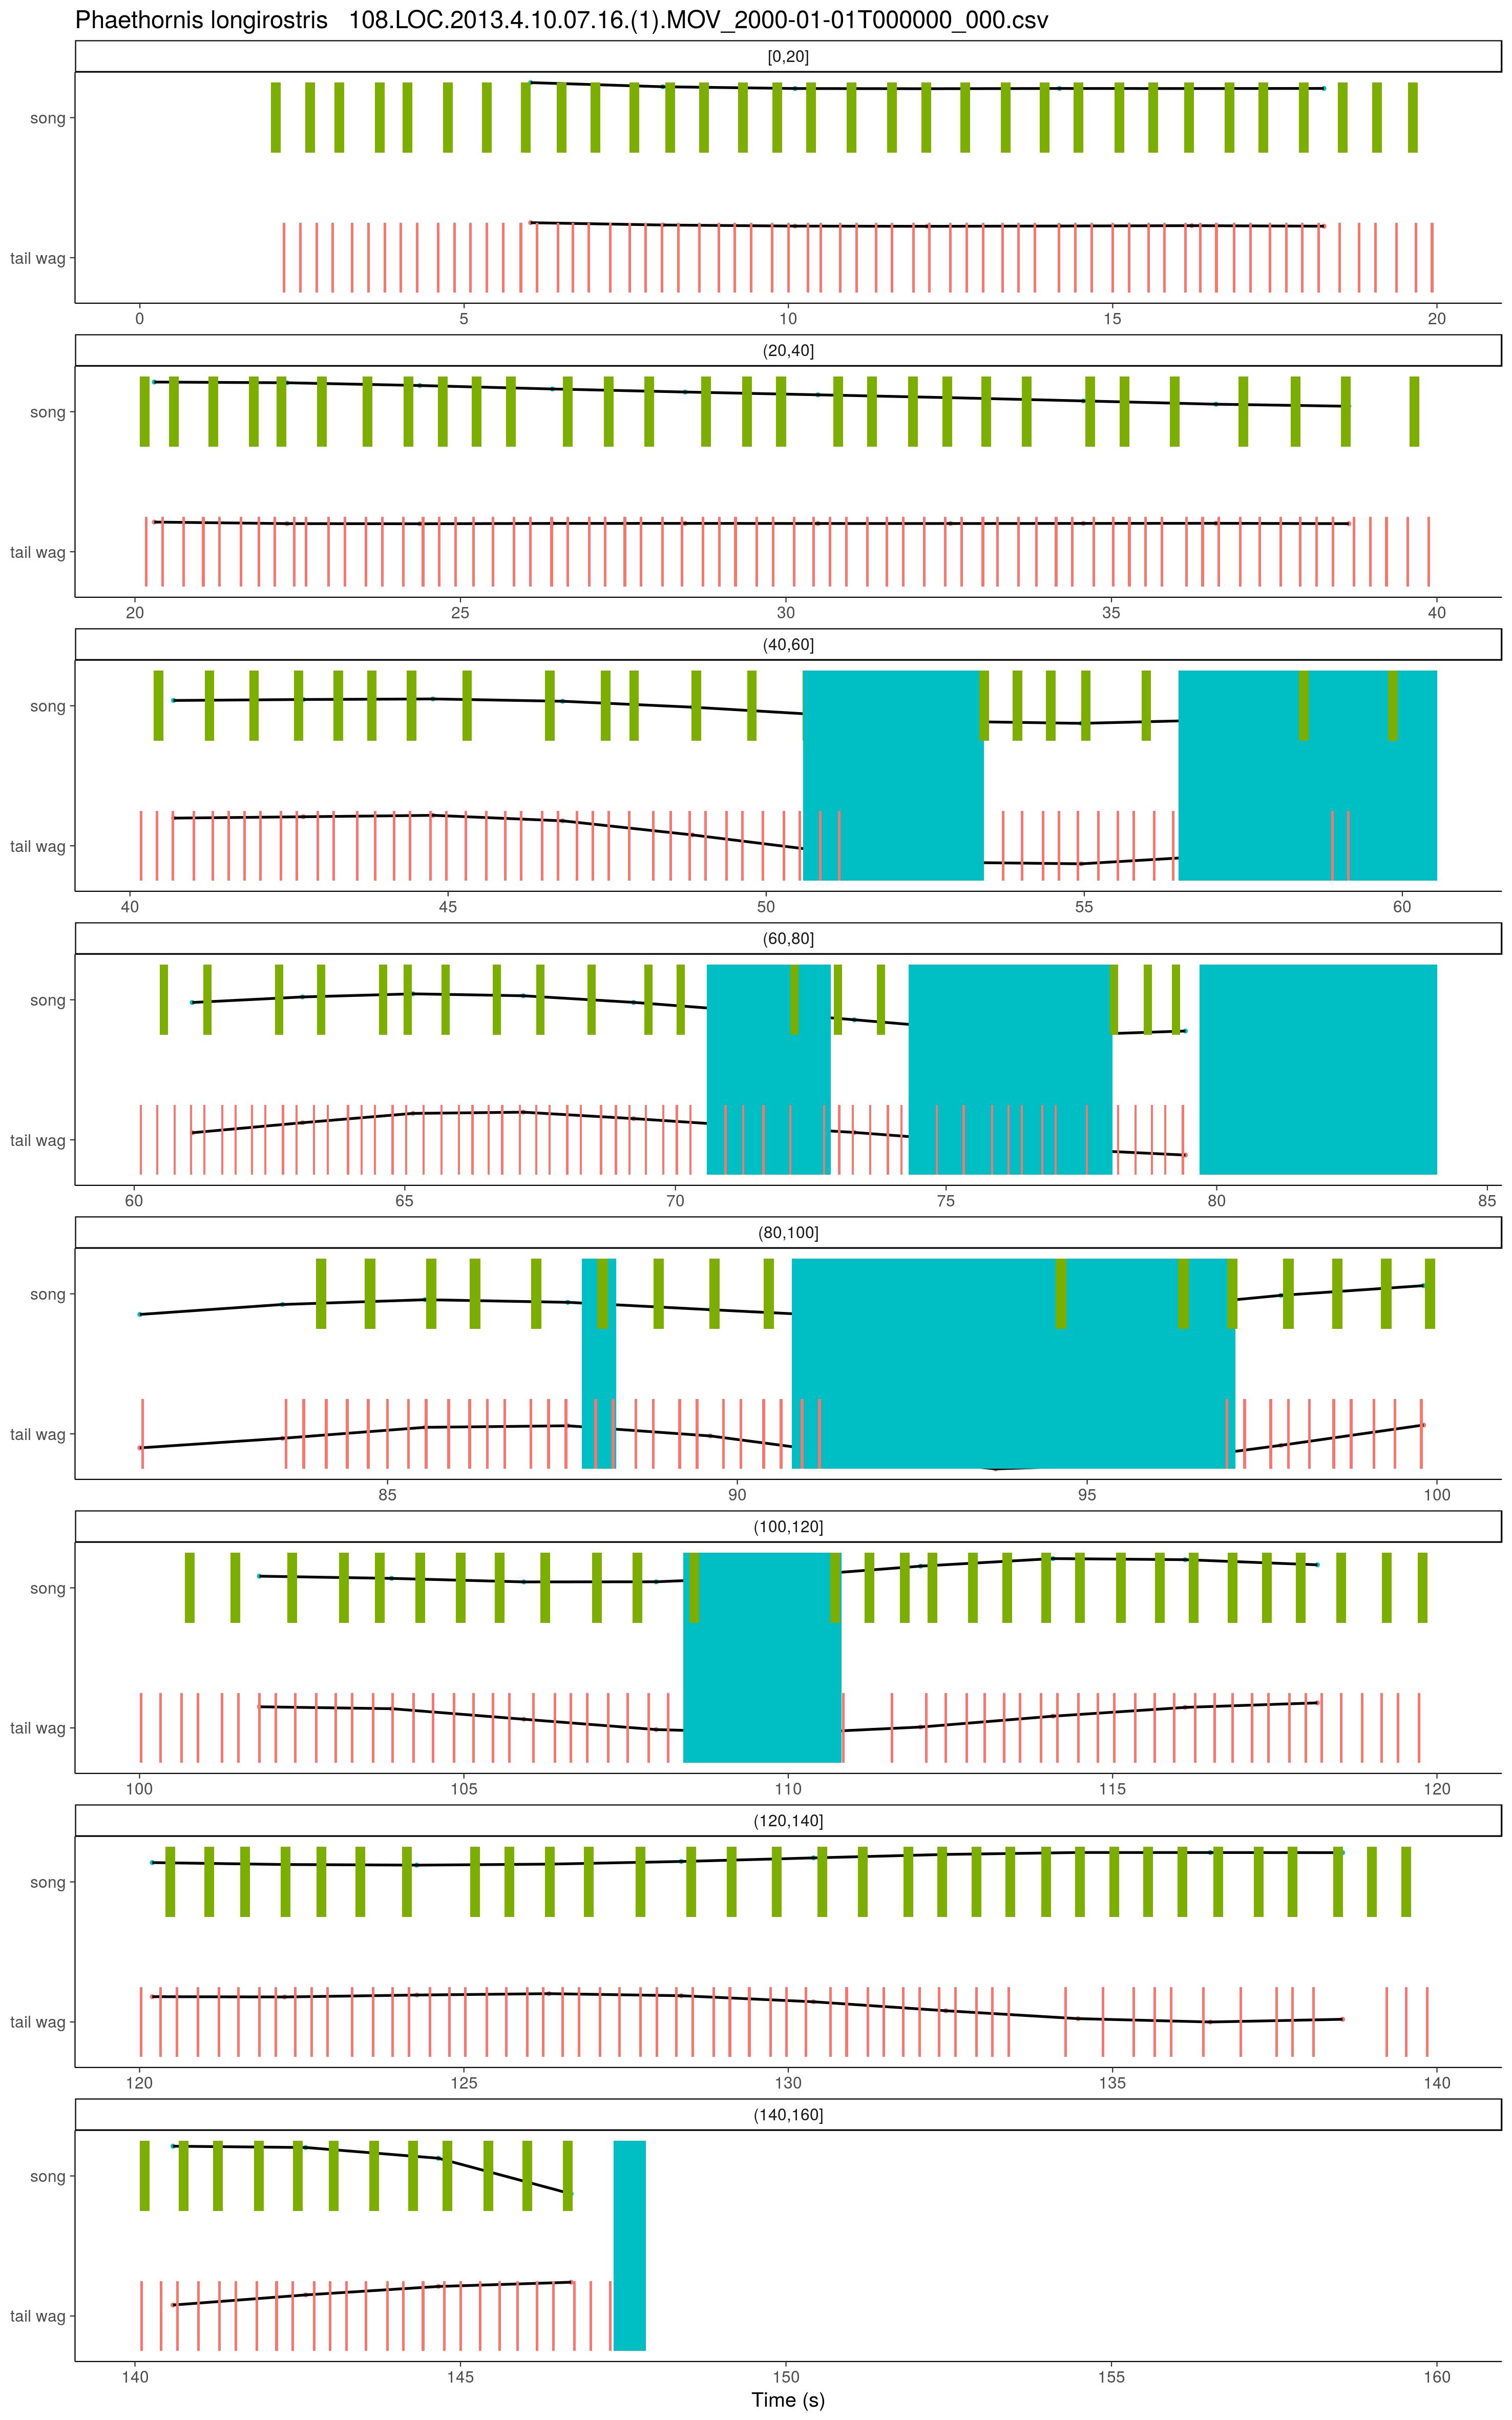 Phaethornis longirostris 108.LOC.2013.4.10.07.16.(1).MOV_2000-01-01T000000_000.csv
[0,20]
song
tail wag
0 5 10 15 20
(20,40]
song
tail wag
20 25 30 35 40
(40,60]
song
tail wag
40 45 50 55 60
(60,80]
song
tail wag
60 65 70 75 80 85
(80,100]
song
tail wag
85 90 95 100
(100,120]
song
tail wag
100 105 110 115 120
(120,140]
song
tail wag
120 125 130 135 140
(140,160]
song
tail wag
140 145 150 155 160
Time (s)